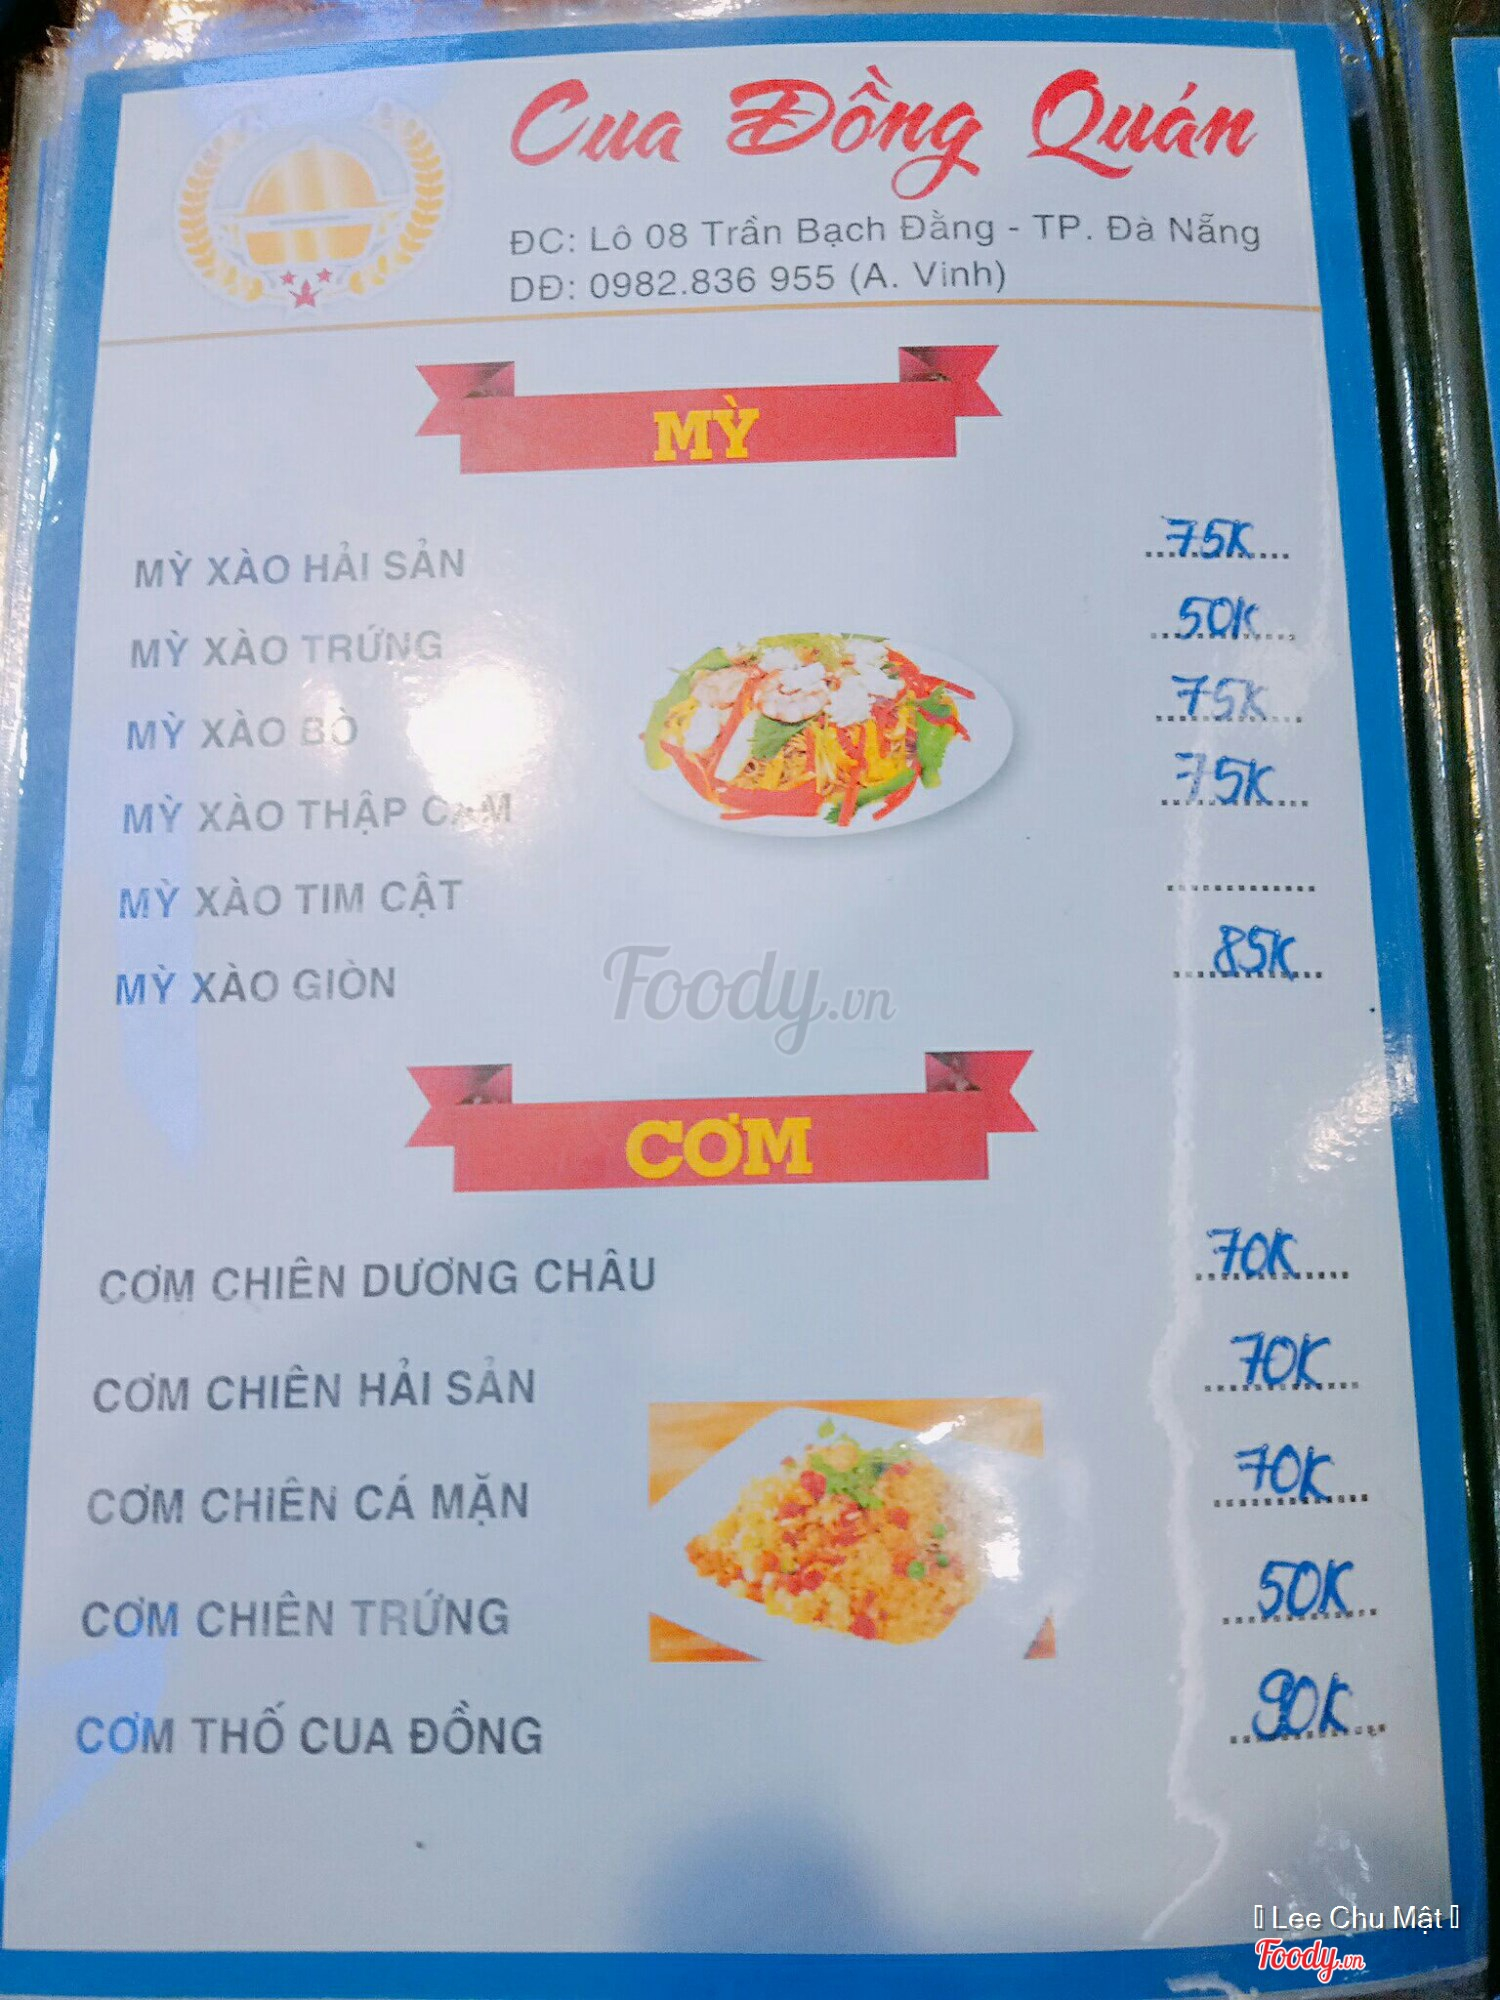 Cua Đồng Quán
ĐC: Lô 08 Trần Bạch Đằng - TP. Đà Nẵng
DĐ: 0982.836 955 (A. Vinh)
MỲ
MỲ XÀO HẢI SẢN 75K
MỲ XÀO TRỨNG 50K
MỲ XÀO BÒ 75K
MỲ XÀO THẬP CẨM 75K
MỲ XÀO TIM CẬT
MỲ XÀO GIÒN 85K
Foody.vn
CƠM
CƠM CHIÊN DƯƠNG CHÂU 70K
CƠM CHIÊN HẢI SẢN 70K
CƠM CHIÊN CÁ MẶN 70K
CƠM CHIÊN TRỨNG 50K
CƠM THỐ CUA ĐỒNG 90K
Lee Chu Mật
Foody.vn